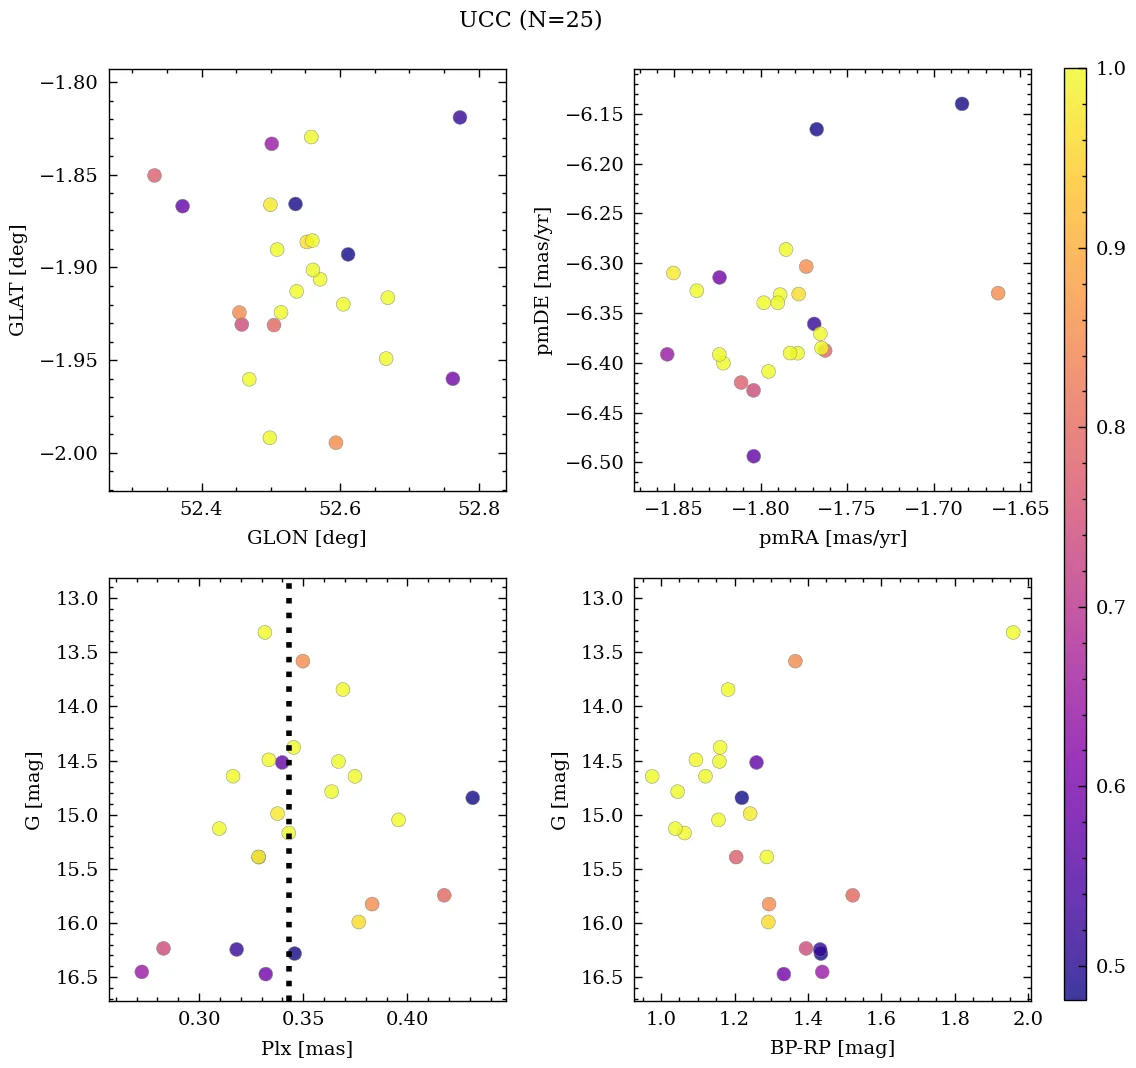 UCC (N=25)
−1.80
−1.85
−1.90
−1.95
−2.00
GLAT [deg]
52.4 52.6 52.8
GLON [deg]
−6.15
−6.20
−6.25
−6.30
−6.35
−6.40
−6.45
−6.50
pmDE [mas/yr]
−1.85 −1.80 −1.75 −1.70 −1.65
pmRA [mas/yr]
13.0
13.5
14.0
14.5
15.0
15.5
16.0
16.5
G [mag]
0.30 0.35 0.40
Plx [mas]
13.0
13.5
14.0
14.5
15.0
15.5
16.0
16.5
G [mag]
1.0 1.2 1.4 1.6 1.8 2.0
BP-RP [mag]
1.0
0.9
0.8
0.7
0.6
0.5